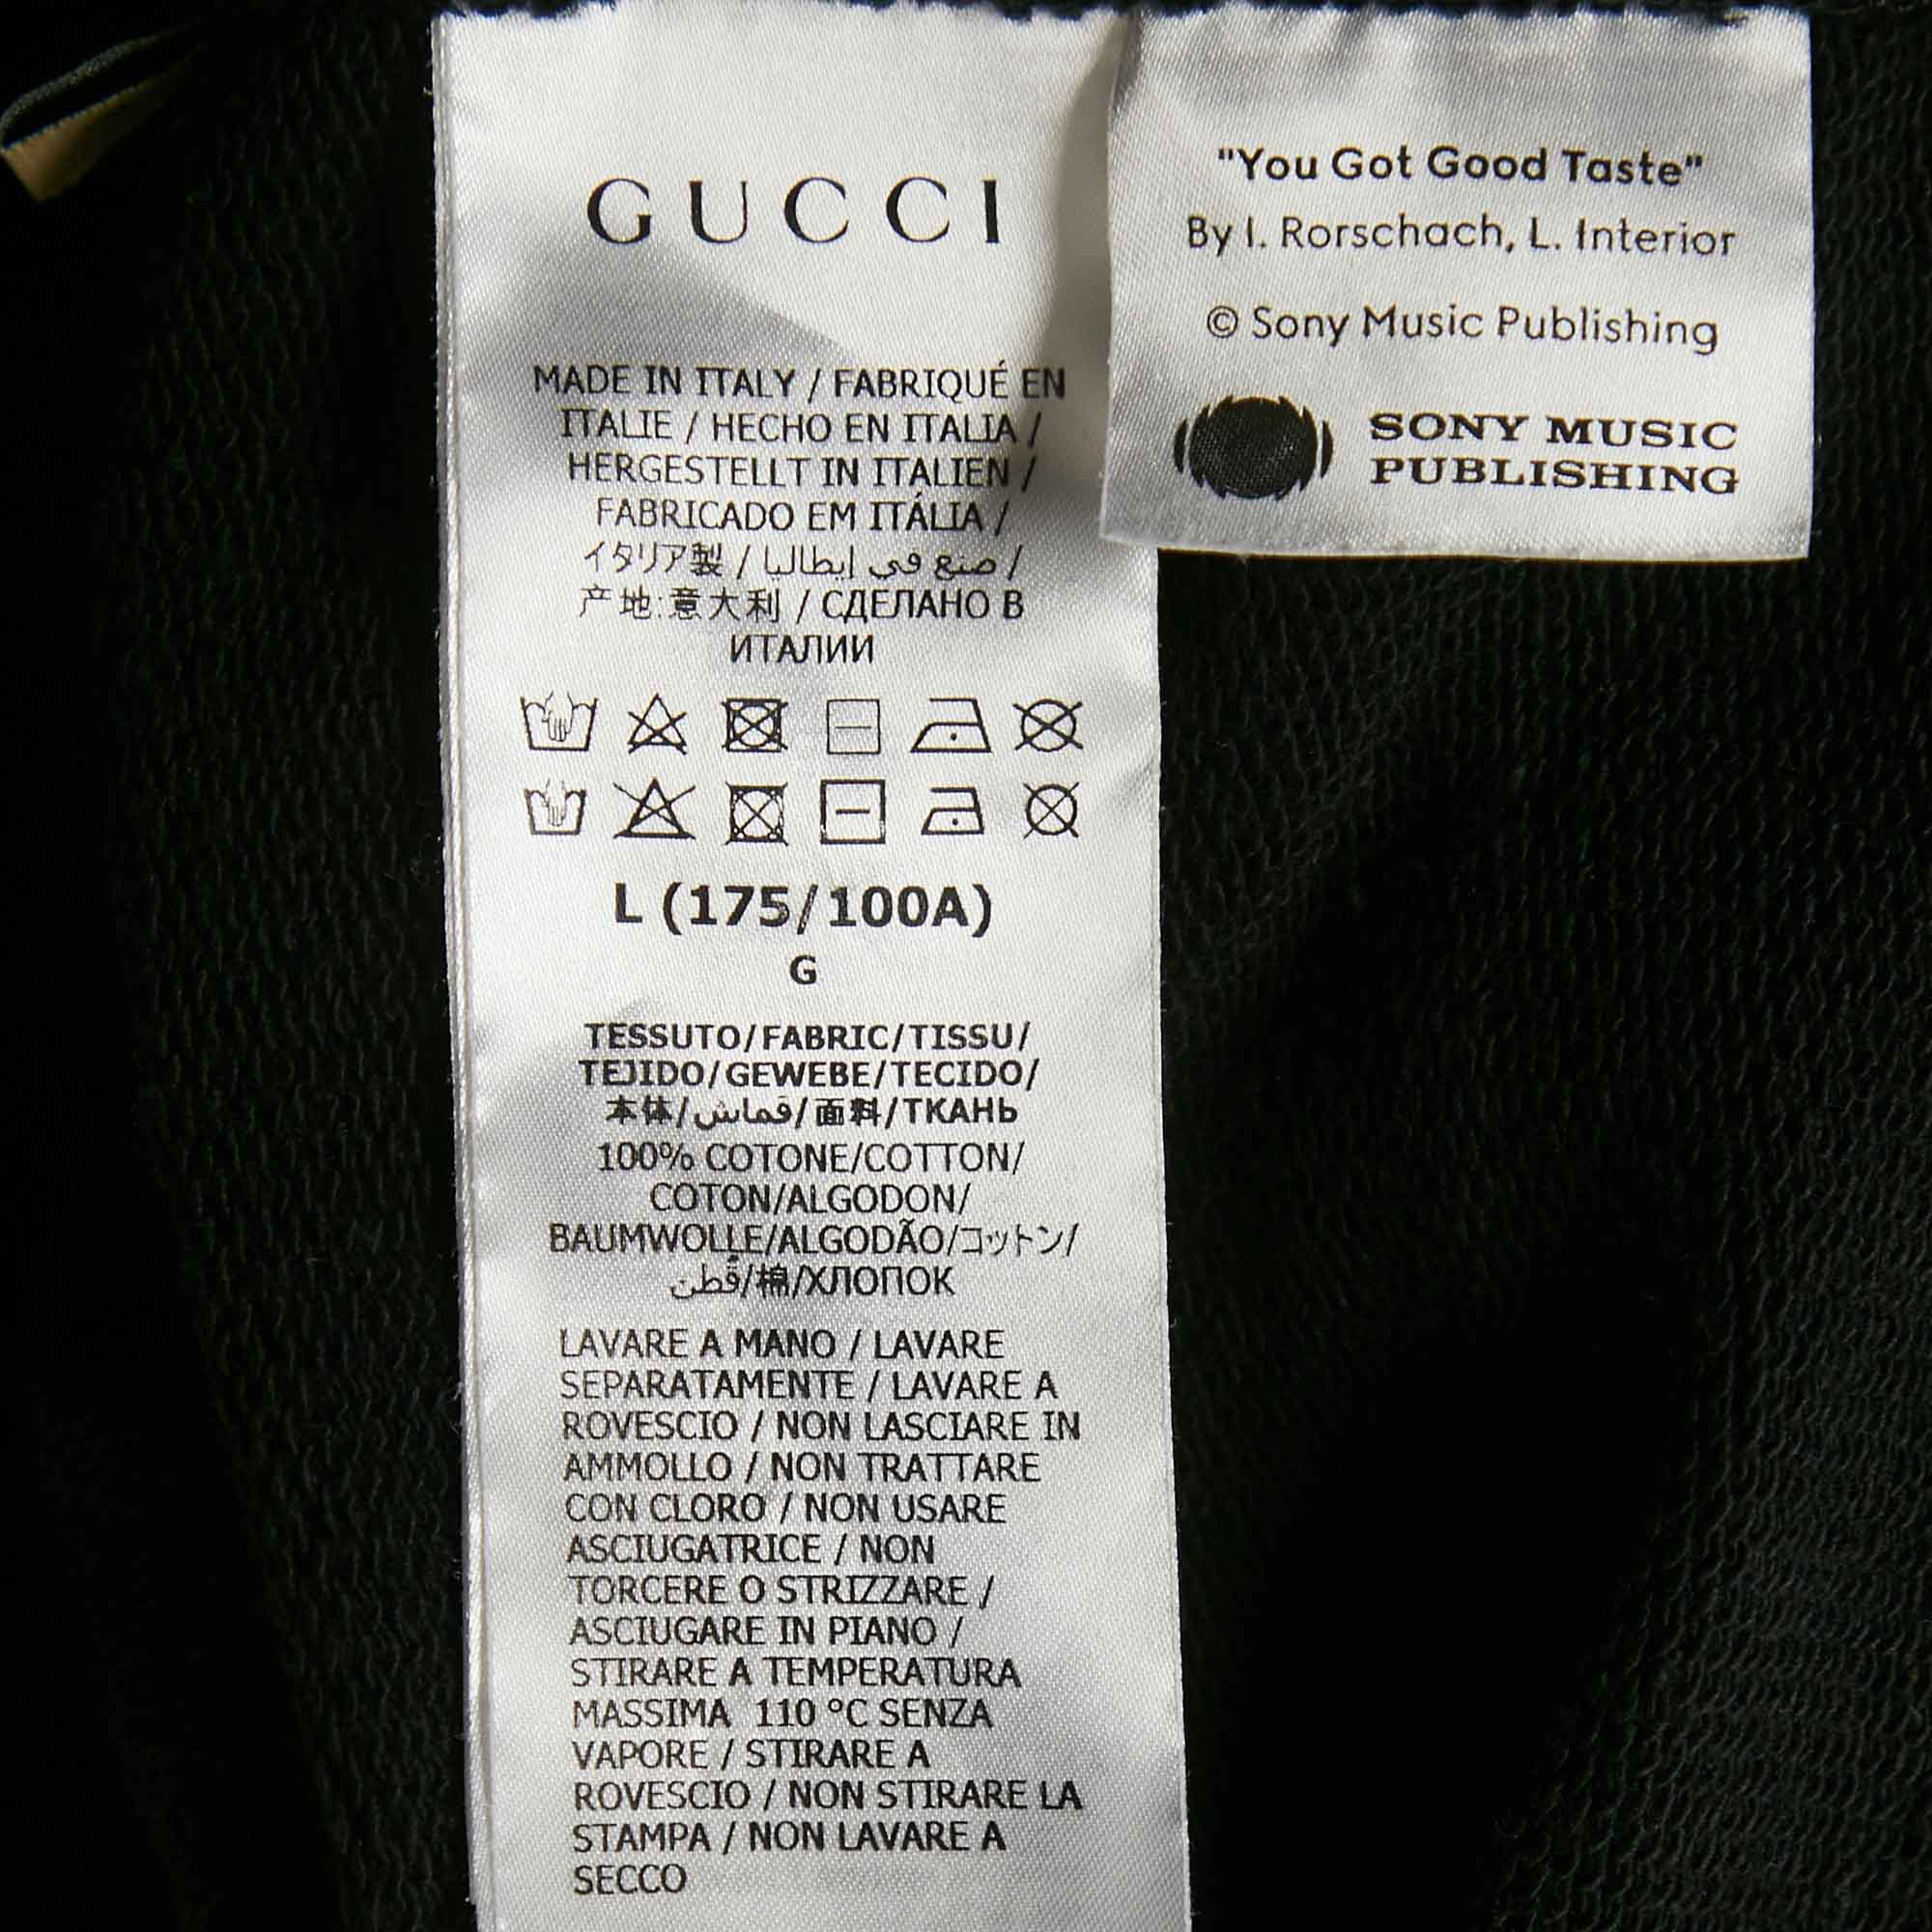 GUCCI
MADE IN ITALY / FABRIQUÉ EN
ITALIE / HECHO EN ITALIA /
HERGESTELLT IN ITALIEN /
FABRICADO EM ITÁLIA /
イタリア製 / صنع في إيطاليا /
产地:意大利 / СДЕЛАНО В
ИТАЛИИ
L (175/100A)
G
TESSUTO/FABRIC/TISSU/
TEJIDO/GEWEBE/TECIDO/
本体/قماش/面料/ТКАНЬ
100% COTONE/COTTON/
COTON/ALGODON/
BAUMWOLLE/ALGODÃO/コットン/
قُطن/棉/ХЛОПОК
LAVARE A MANO / LAVARE
SEPARATAMENTE / LAVARE A
ROVESCIO / NON LASCIARE IN
AMMOLLO / NON TRATTARE
CON CLORO / NON USARE
ASCIUGATRICE / NON
TORCERE O STRIZZARE /
ASCIUGARE IN PIANO /
STIRARE A TEMPERATURA
MASSIMA 110 °C SENZA
VAPORE / STIRARE A
ROVESCIO / NON STIRARE LA
STAMPA / NON LAVARE A
SECCO
"You Got Good Taste"
By I. Rorschach, L. Interior
© Sony Music Publishing
SONY MUSIC
PUBLISHING